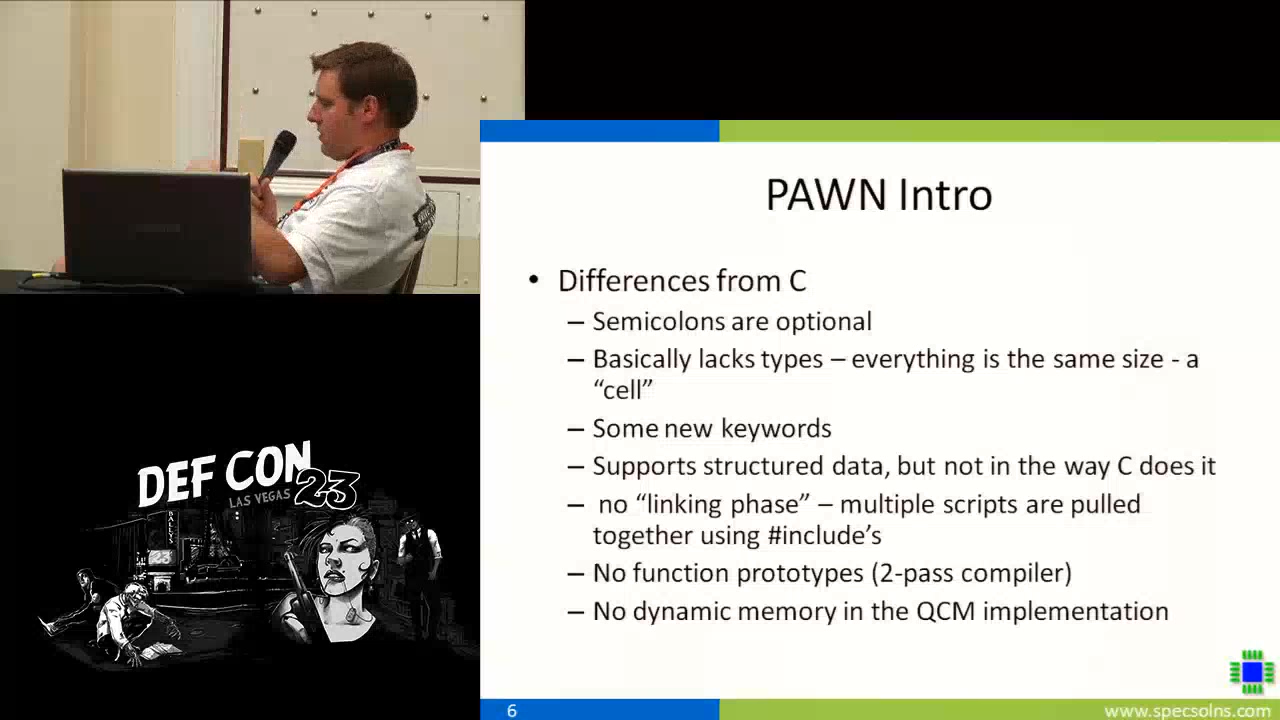 PAWN Intro
• Differences from C
– Semicolons are optional
– Basically lacks types – everything is the same size - a
“cell”
– Some new keywords
– Supports structured data, but not in the way C does it
– no “linking phase” – multiple scripts are pulled
together using #include’s
– No function prototypes (2-pass compiler)
– No dynamic memory in the QCM implementation
6
www.specsolns.com
DEF CON
LAS VEGAS 23
BALLY'S